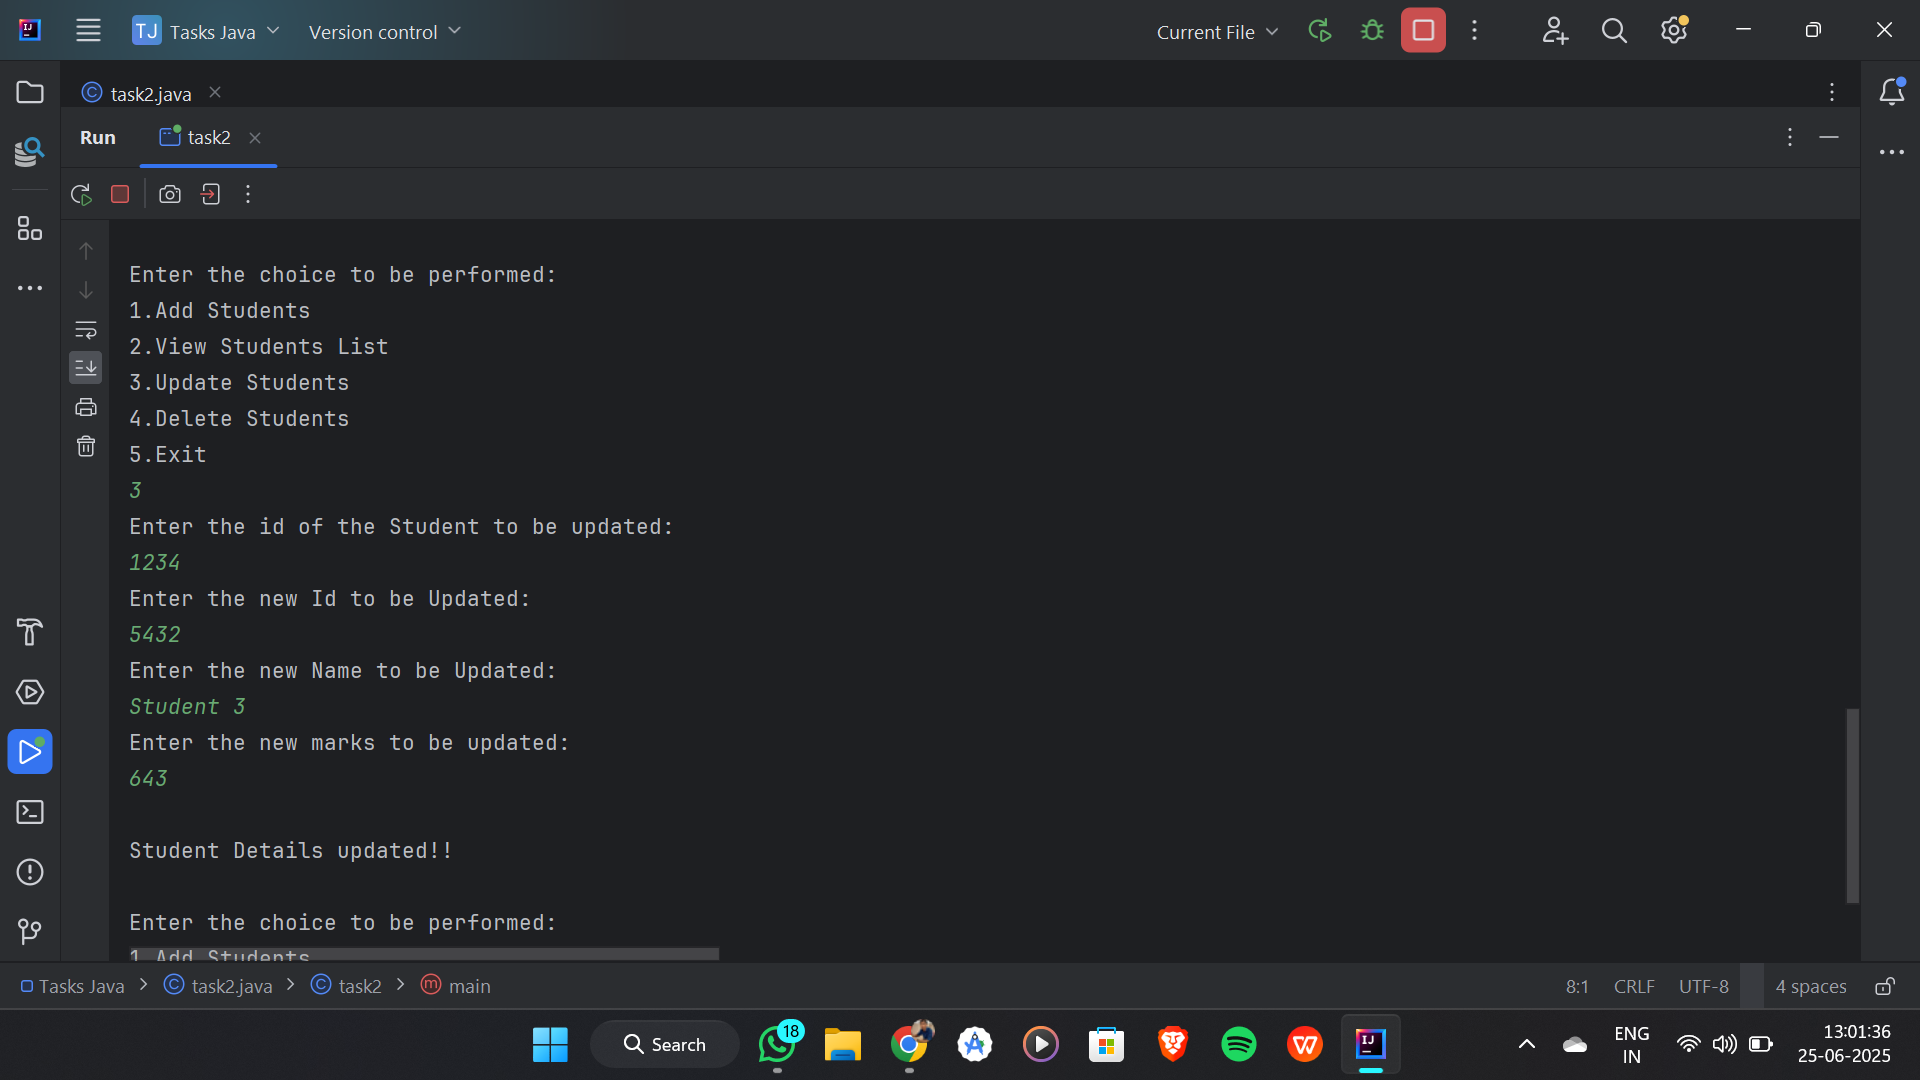 TJ Tasks Java Version control Current File
task2.java
Run task2
Enter the choice to be performed:
1.Add Students
2.View Students List
3.Update Students
4.Delete Students
5.Exit
3
Enter the id of the Student to be updated:
1234
Enter the new Id to be Updated:
5432
Enter the new Name to be Updated:
Student 3
Enter the new marks to be updated:
643
Student Details updated!!
Enter the choice to be performed:
1.Add Students
Tasks Java task2.java task2 main 8:1 CRLF UTF-8 4 spaces
Search 18 ENG IN 13:01:36
25-06-2025